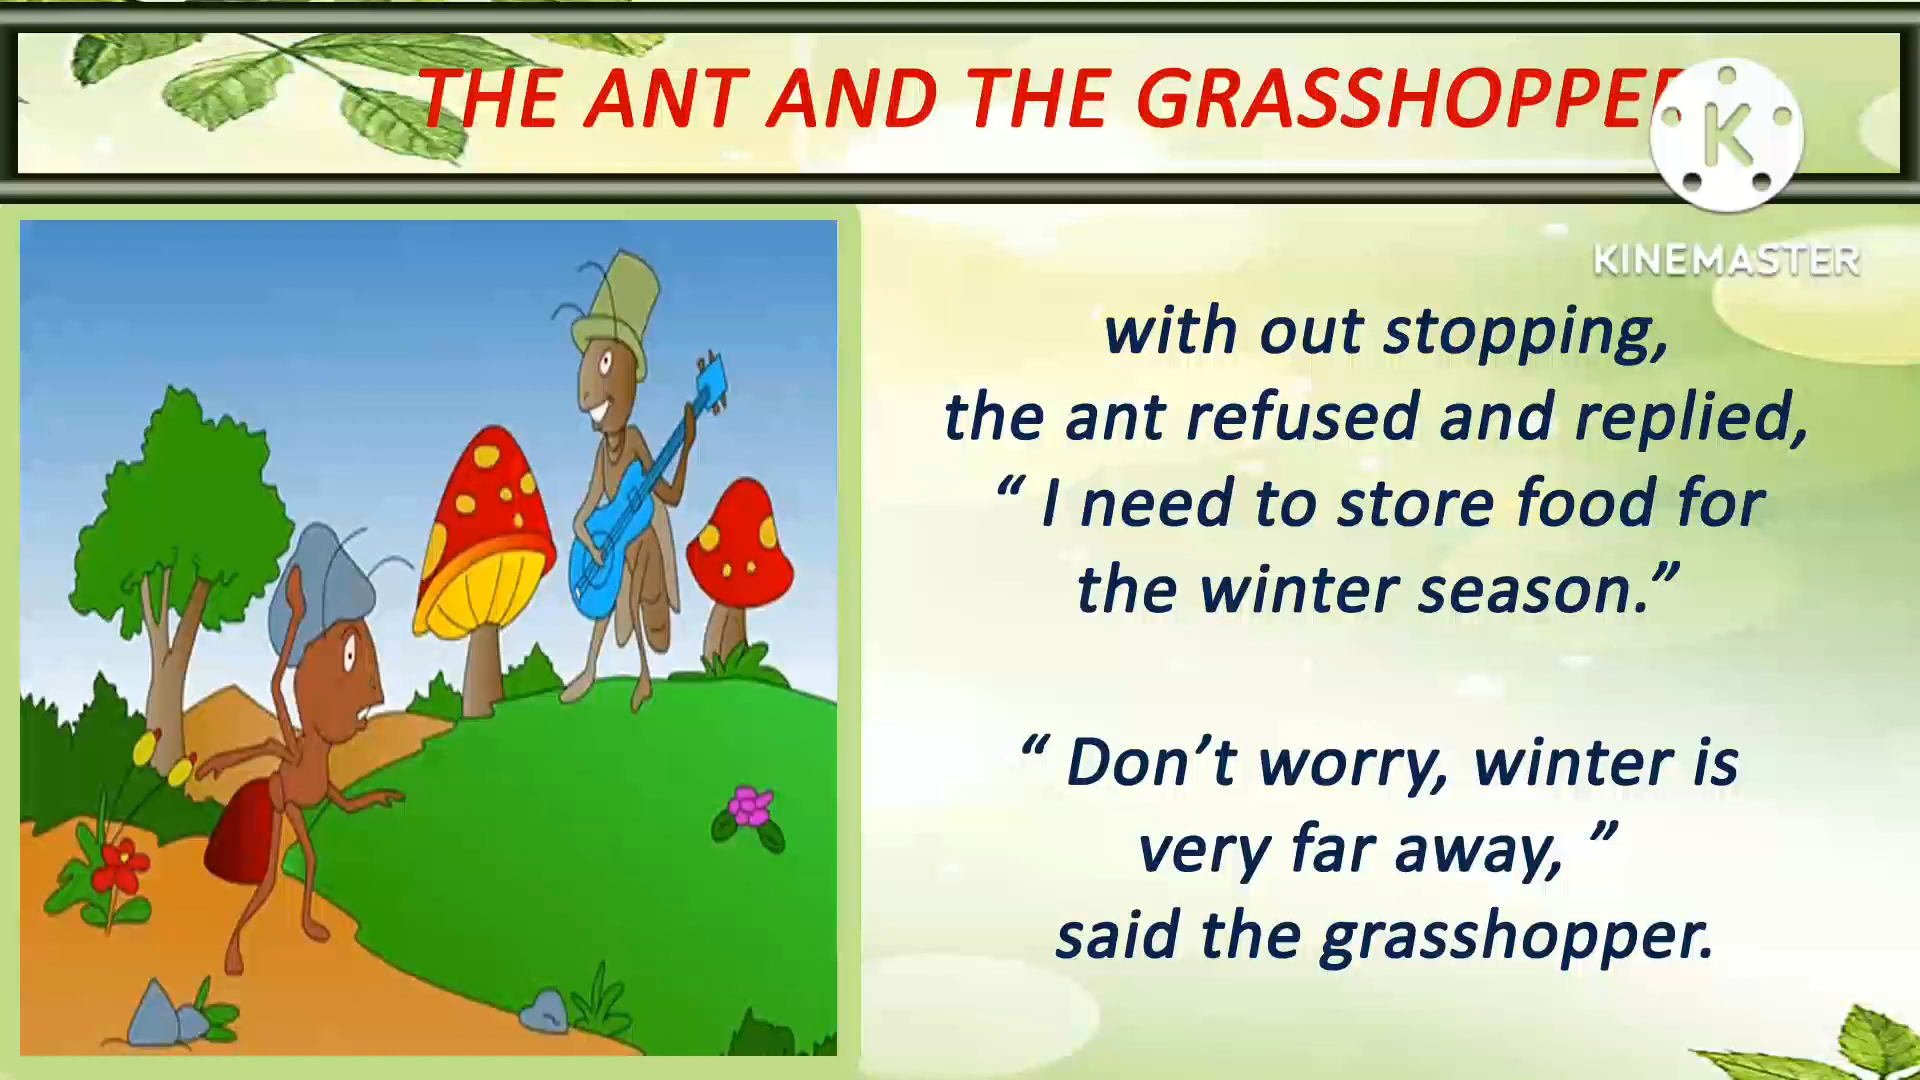 THE ANT AND THE GRASSHOPPER
K
KINEMASTER
with out stopping,
the ant refused and replied,
“ I need to store food for
the winter season.”
“ Don’t worry, winter is
very far away, ”
said the grasshopper.